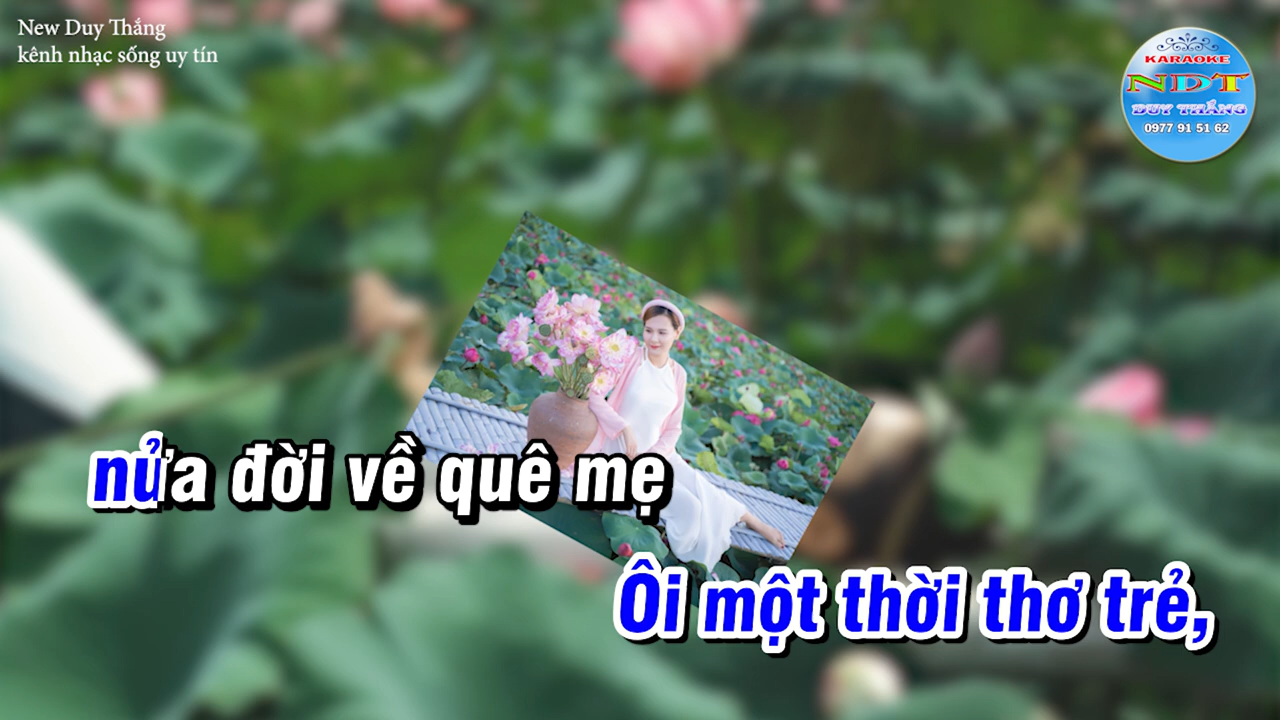 New Duy Thắng
kênh nhạc sống uy tín
KARAOKE
NDT
DUY THẮNG
0977 91 51 62
nửa đời về quê mẹ
Ôi một thời thơ trẻ,